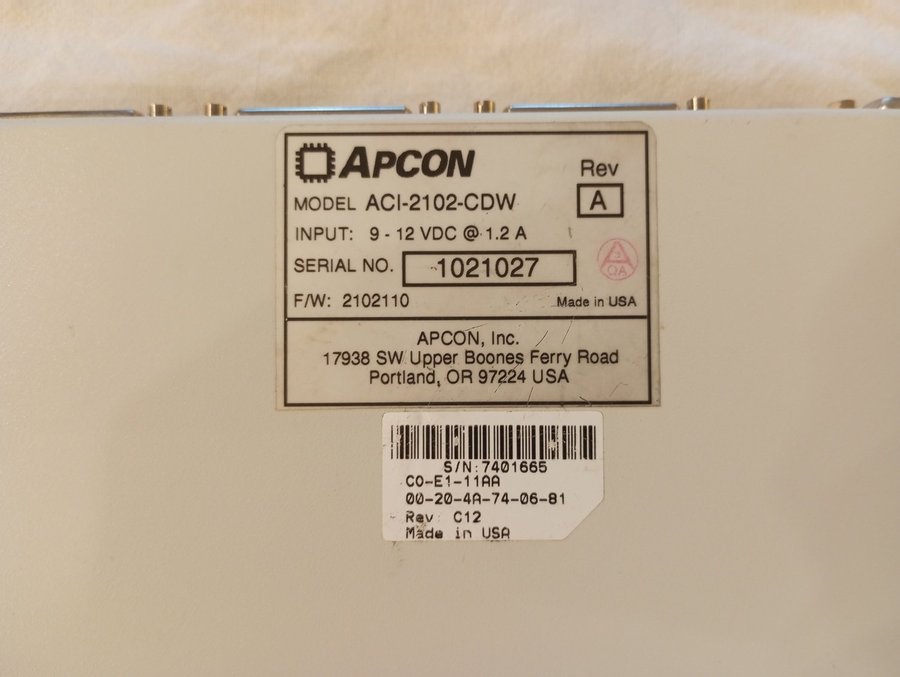 APCON
Rev
MODEL ACI-2102-CDW
A
INPUT: 9 - 12 VDC @ 1.2 A
SERIAL NO. 1021027
QA
F/W: 2102110
Made in USA
APCON, Inc.
17938 SW Upper Boones Ferry Road
Portland, OR 97224 USA
S/N:7401665
CO-E1-11AA
00-20-4A-74-06-81
Rev: C12
Made in USA